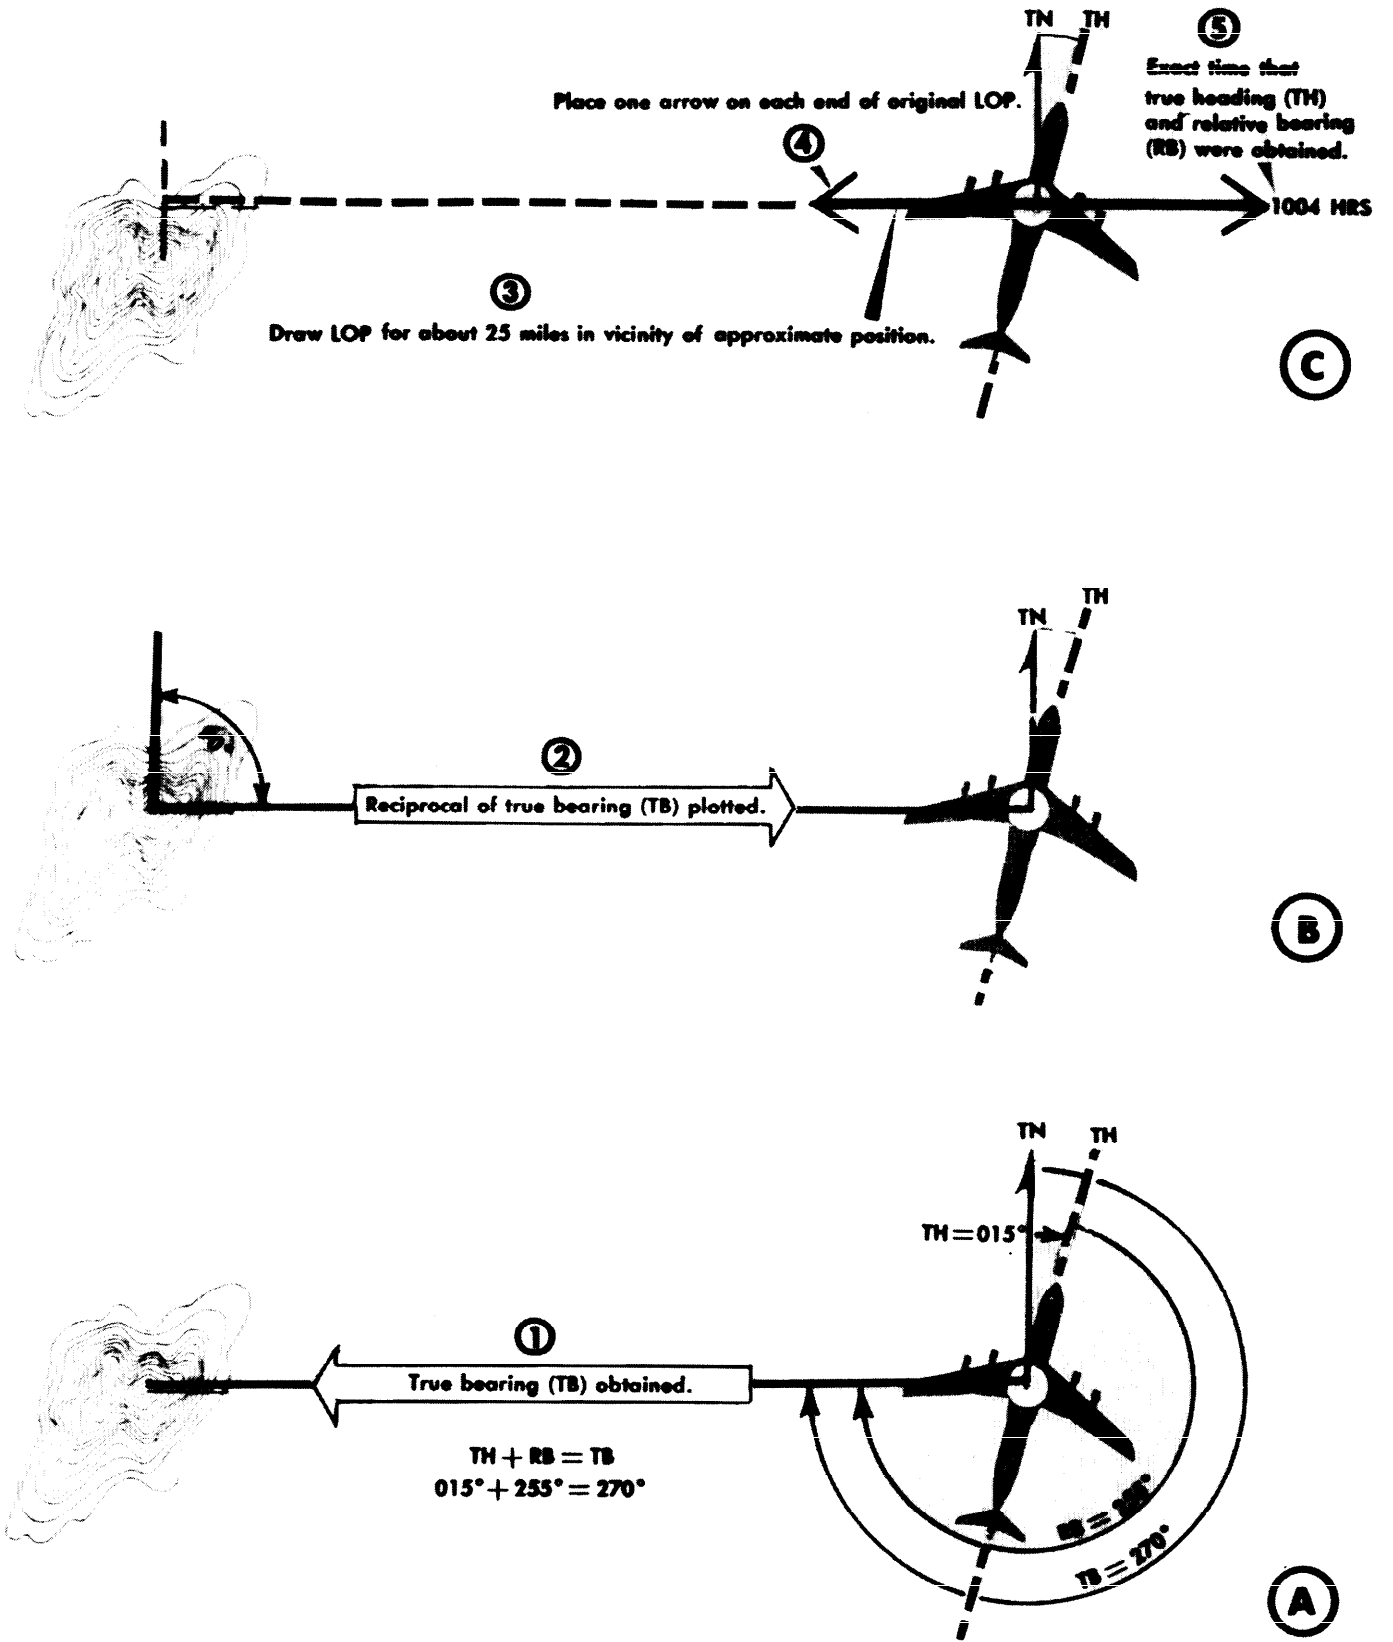 TN TH
5
Exact time that
true heading (TH)
and relative bearing
(RB) were obtained.
Place one arrow on each end of original LOP.
4
1004 HRS
3
Draw LOP for about 25 miles in vicinity of approximate position.
C
TH
TN
2
Reciprocal of true bearing (TB) plotted.
B
TN TH
TH=015°
1
True bearing (TB) obtained.
TH + RB = TB
015° + 255° = 270°
TB = 270°
A